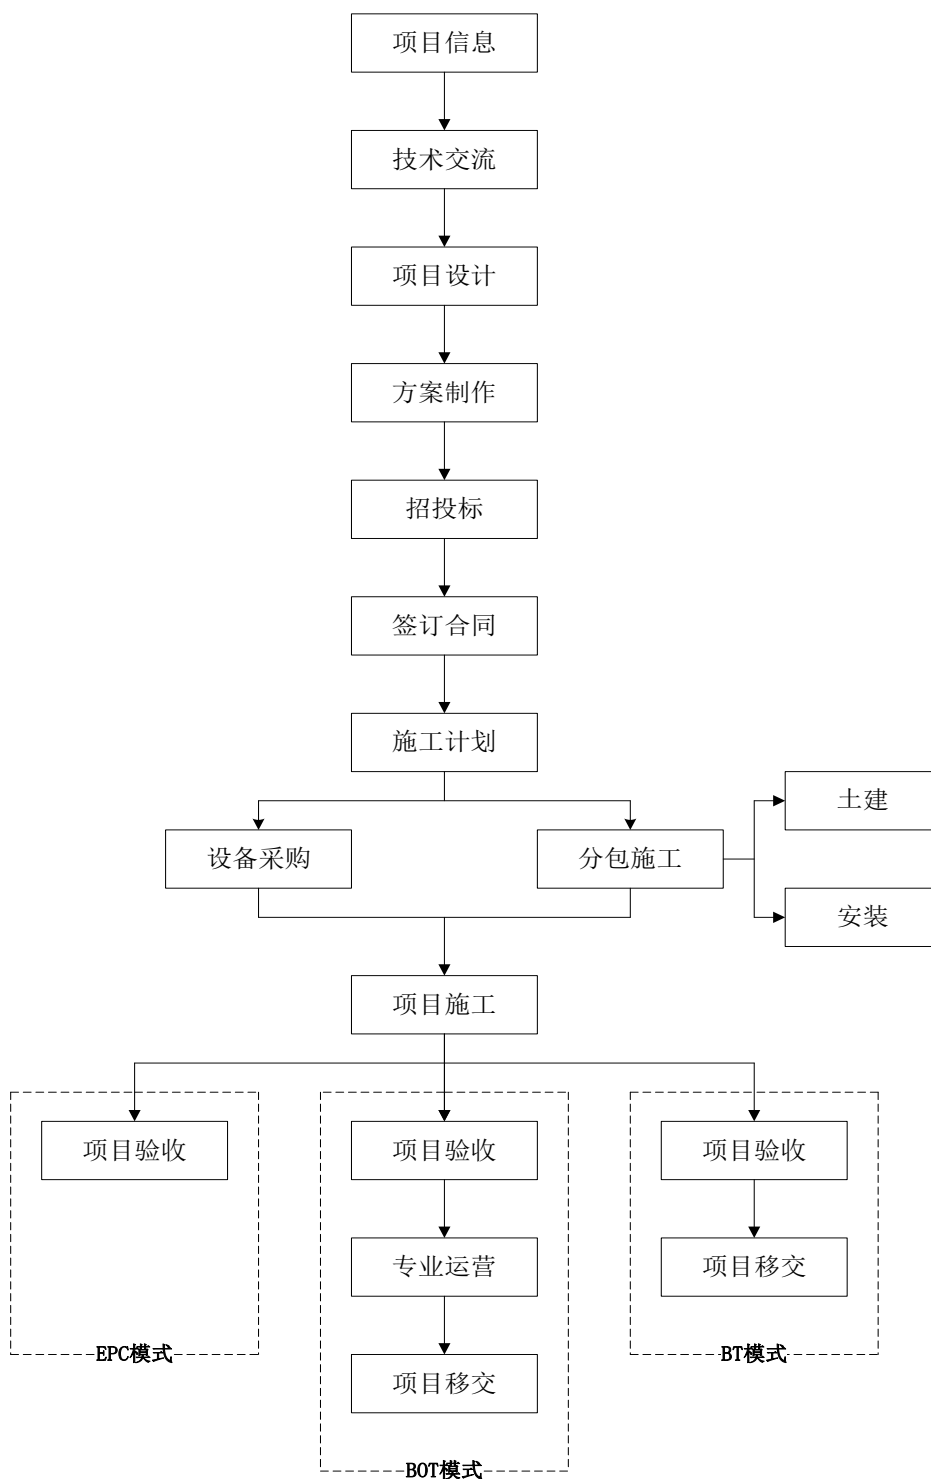 项目信息
技术交流
项目设计
方案制作
招投标
签订合同
施工计划
土建
设备采购
分包施工
安装
项目施工
项目验收
项目验收
项目验收
专业运营
项目移交
EPC模式
BT模式
项目移交
BOT模式